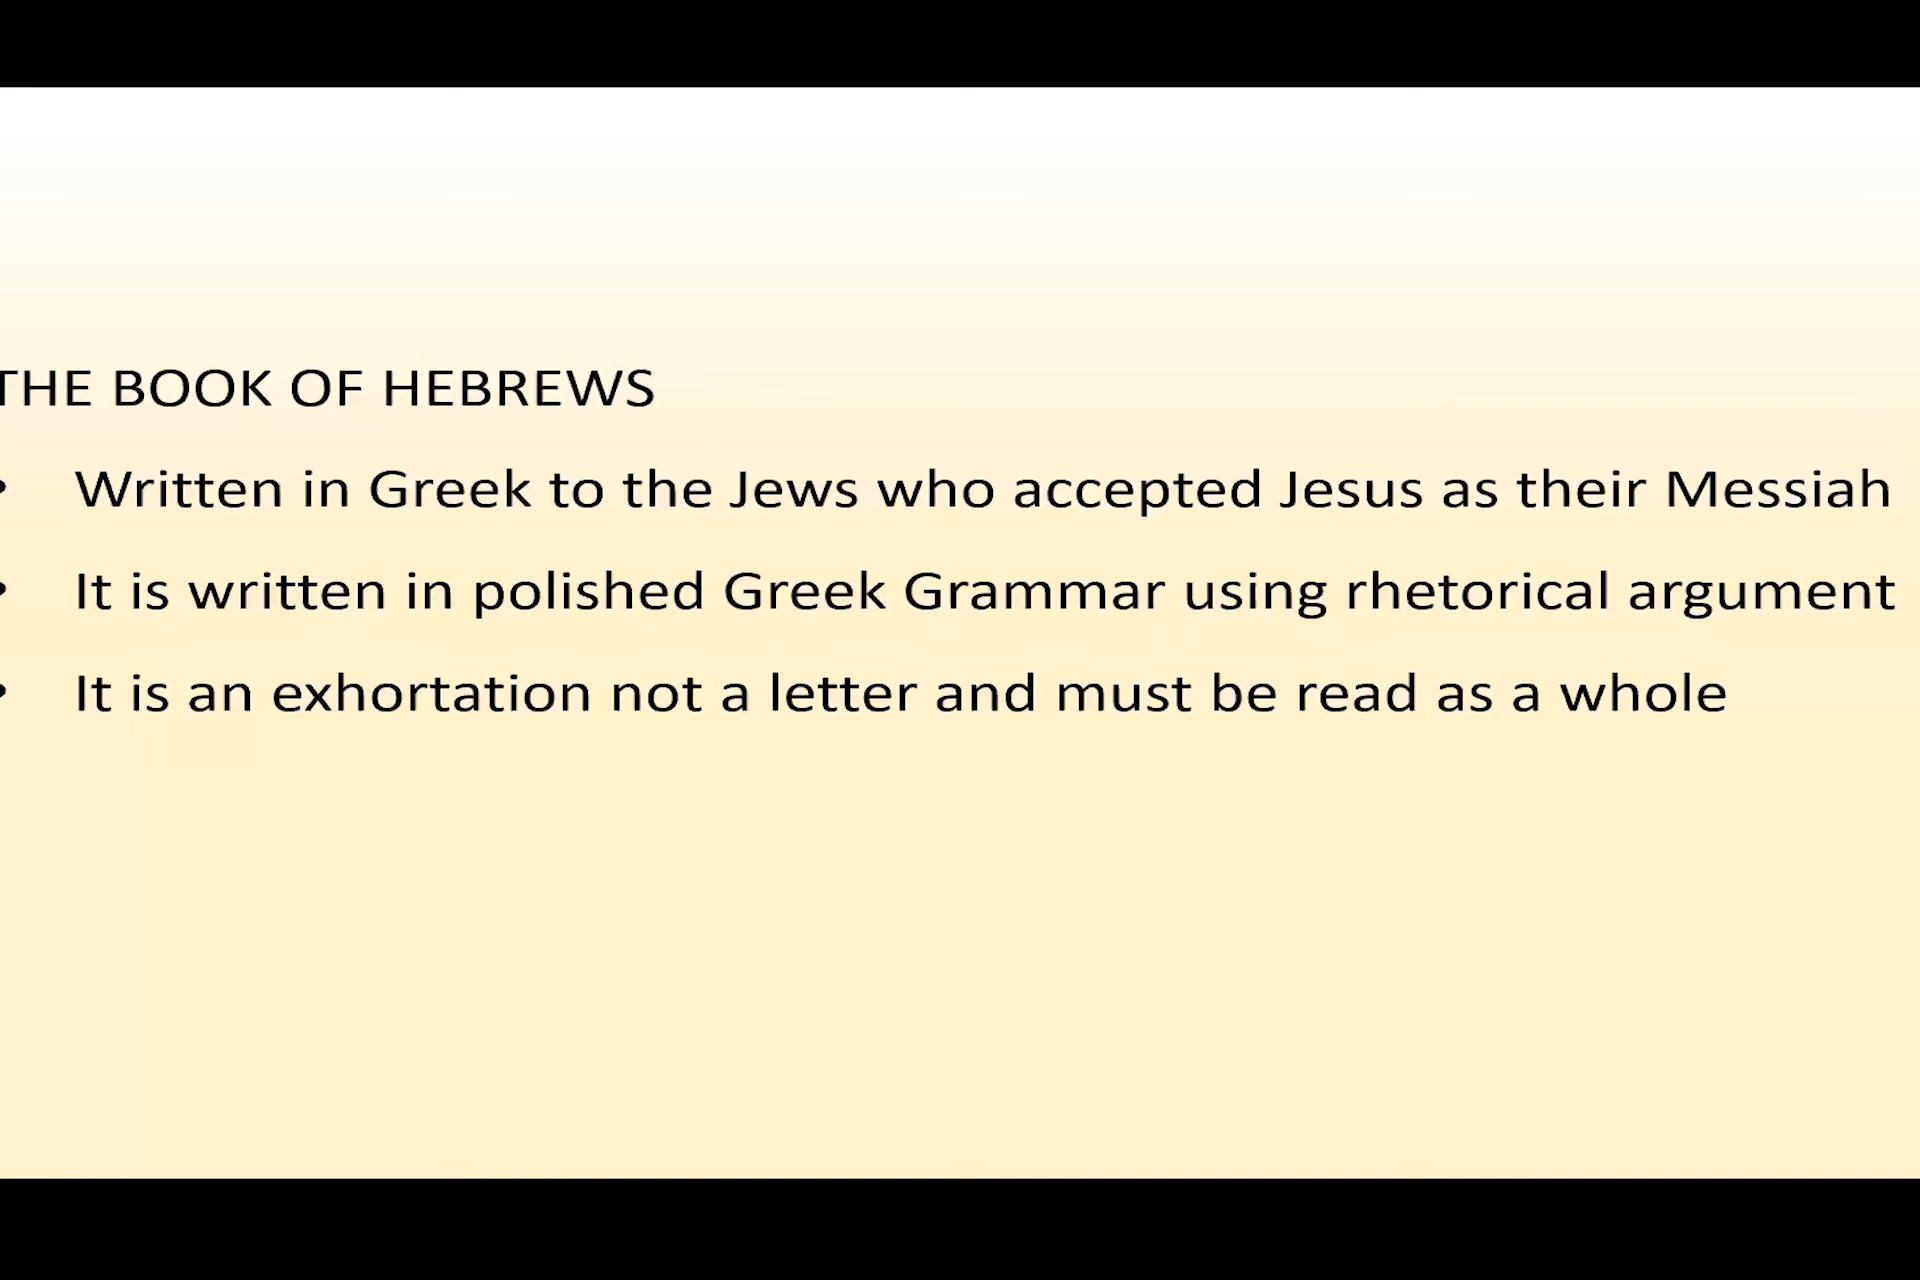 THE BOOK OF HEBREWS
• Written in Greek to the Jews who accepted Jesus as their Messiah
• It is written in polished Greek Grammar using rhetorical argument
• It is an exhortation not a letter and must be read as a whole